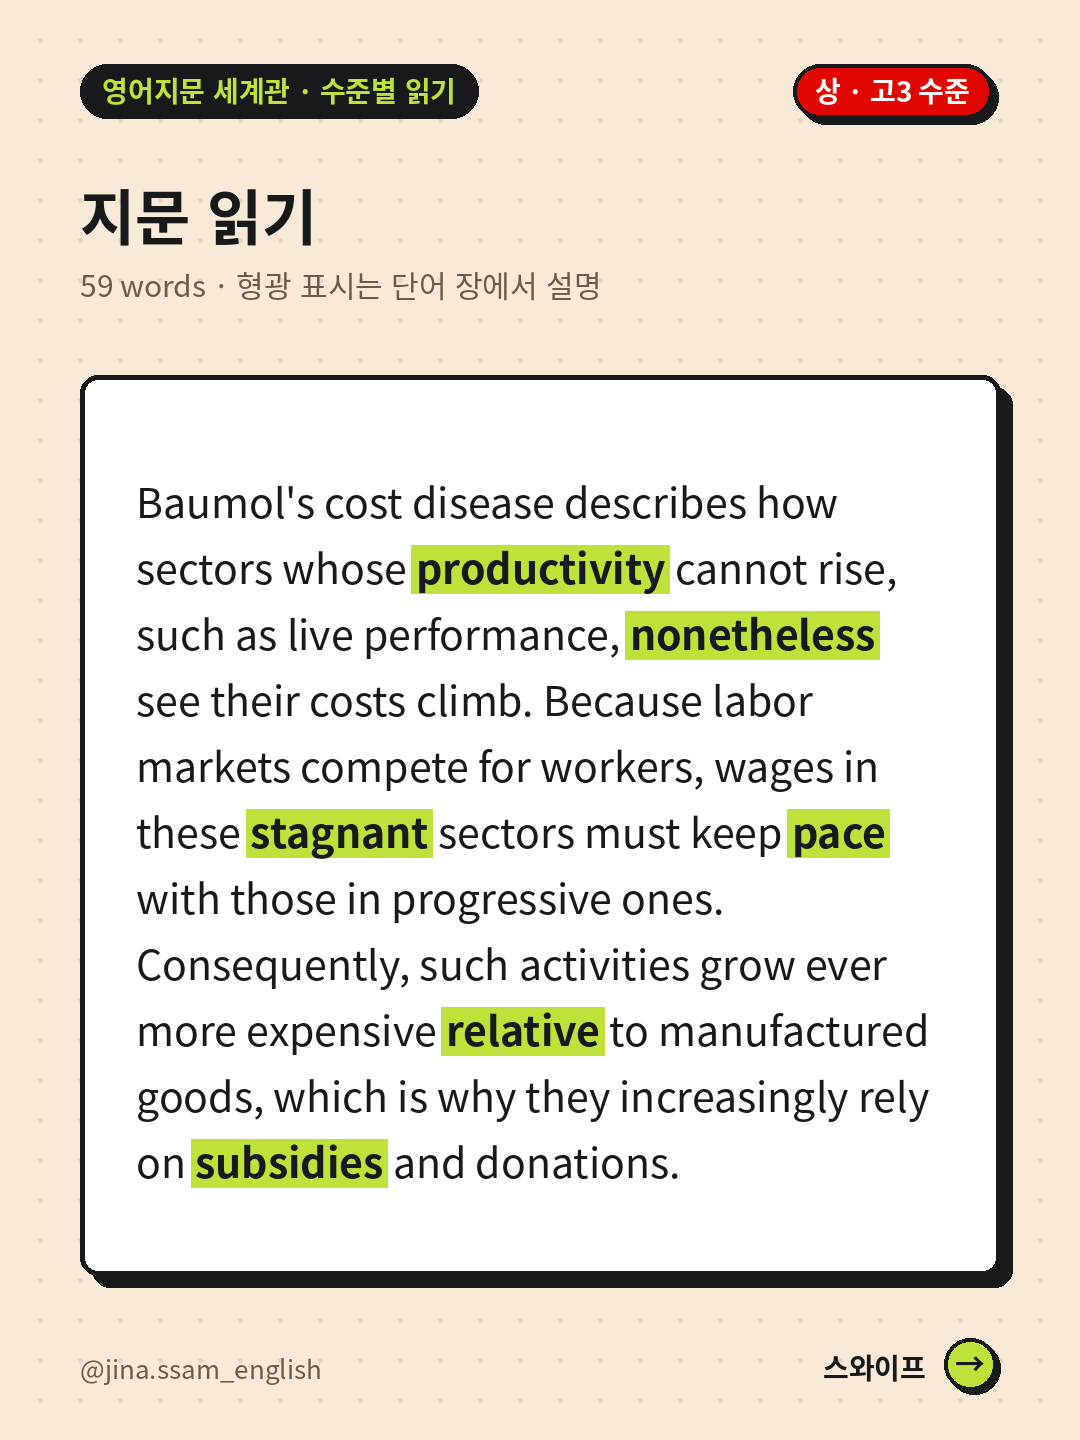 영어지문 세계관 · 수준별 읽기
상 · 고3 수준
지문 읽기
59 words · 형광 표시는 단어 장에서 설명
Baumol's cost disease describes how
sectors whose productivity cannot rise,
such as live performance, nonetheless
see their costs climb. Because labor
markets compete for workers, wages in
these stagnant sectors must keep pace
with those in progressive ones.
Consequently, such activities grow ever
more expensive relative to manufactured
goods, which is why they increasingly rely
on subsidies and donations.
@jina.ssam_english
스와이프 →